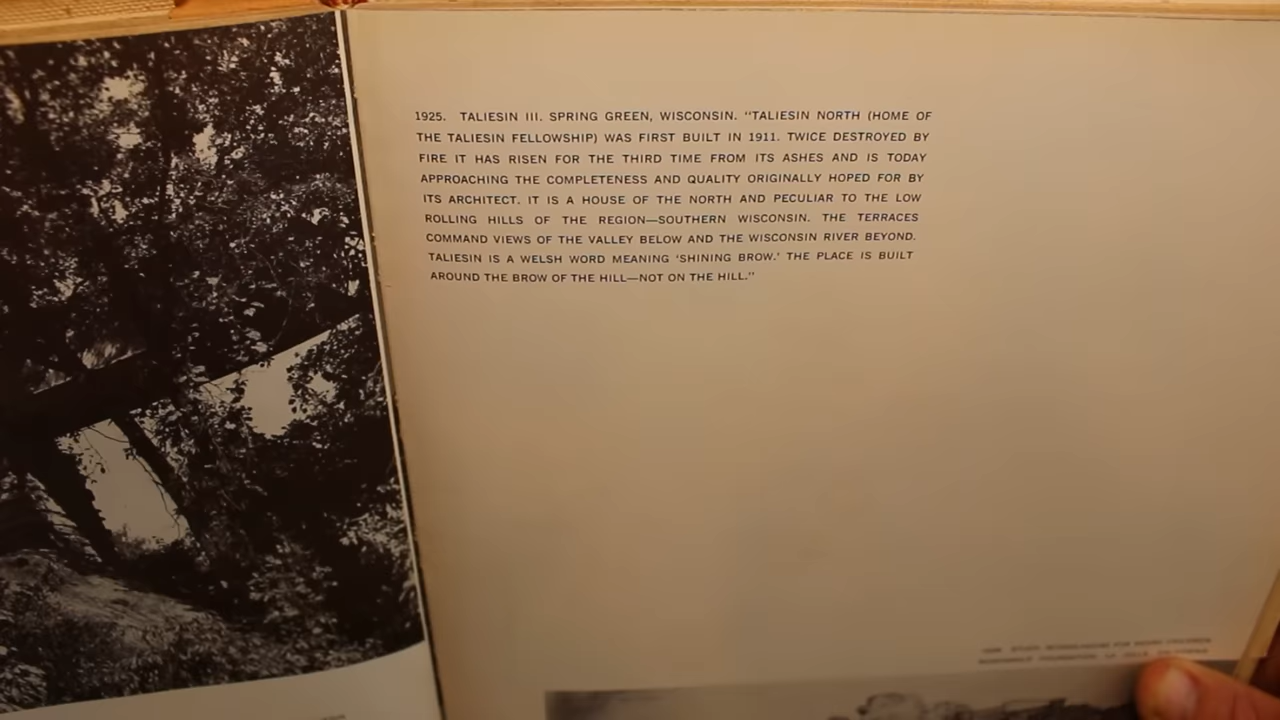 1925. TALIESIN III. SPRING GREEN, WISCONSIN. "TALIESIN NORTH (HOME OF
THE TALIESIN FELLOWSHIP) WAS FIRST BUILT IN 1911. TWICE DESTROYED BY
FIRE IT HAS RISEN FOR THE THIRD TIME FROM ITS ASHES AND IS TODAY
APPROACHING THE COMPLETENESS AND QUALITY ORIGINALLY HOPED FOR BY
ITS ARCHITECT. IT IS A HOUSE OF THE NORTH AND PECULIAR TO THE LOW
ROLLING HILLS OF THE REGION—SOUTHERN WISCONSIN. THE TERRACES
COMMAND VIEWS OF THE VALLEY BELOW AND THE WISCONSIN RIVER BEYOND.
TALIESIN IS A WELSH WORD MEANING 'SHINING BROW.' THE PLACE IS BUILT
AROUND THE BROW OF THE HILL—NOT ON THE HILL."